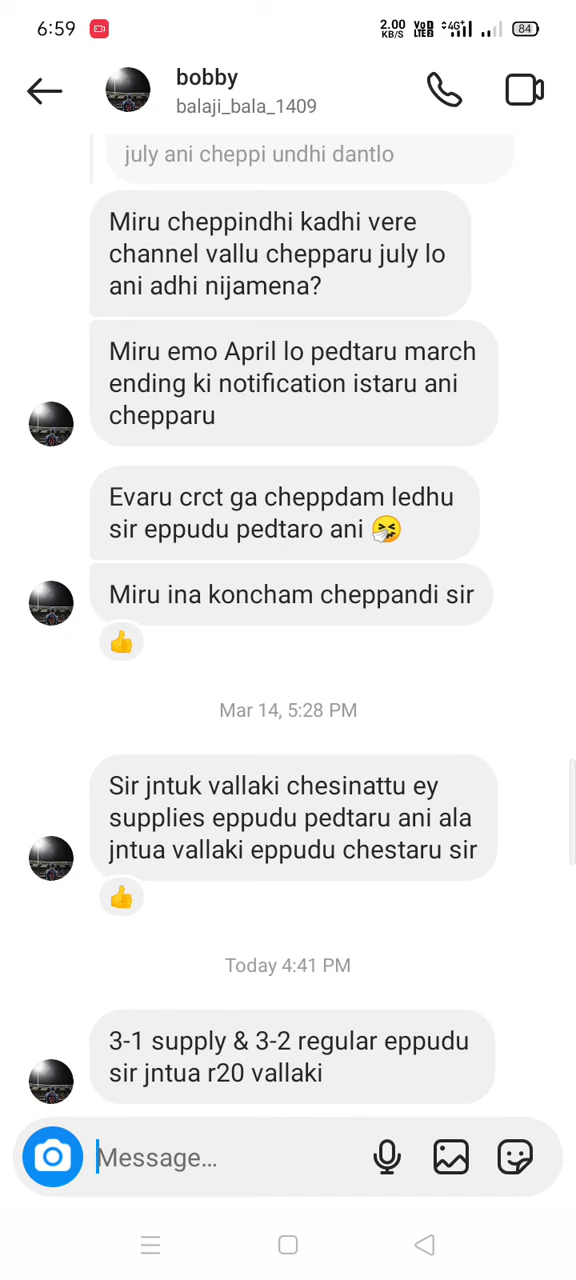 6:59
2.00 KB/S VoD LTE2 4G+ 84
bobby
balaji_bala_1409
july ani cheppi undhi dantlo
Miru cheppindhi kadhi vere
channel vallu chepparu july lo
ani adhi nijamena?
Miru emo April lo pedtaru march
ending ki notification istaru ani
chepparu
Evaru crct ga cheppdam ledhu
sir eppudu pedtaro ani 🤧
Miru ina koncham cheppandi sir
👍
Mar 14, 5:28 PM
Sir jntuk vallaki chesinattu ey
supplies eppudu pedtaru ani ala
jntua vallaki eppudu chestaru sir
👍
Today 4:41 PM
3-1 supply & 3-2 regular eppudu
sir jntua r20 vallaki
Message...